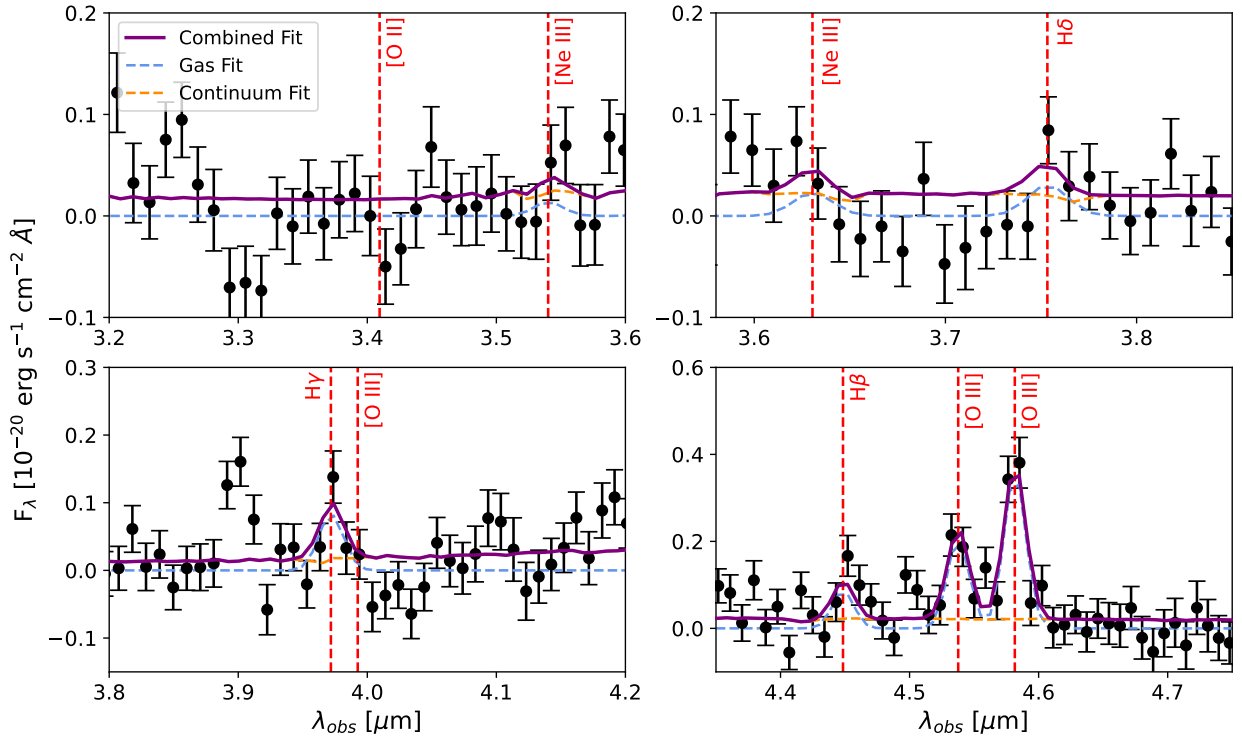 Combined Fit
Gas Fit
Continuum Fit
[O II]
[Ne III]
0.2
0.1
0.0
−0.1
3.2
3.3
3.4
3.5
3.6
[Ne III]
Hδ
0.2
0.1
0.0
−0.1
3.6
3.7
3.8
F_λ [10^−20 erg s^−1 cm^−2 Å]
Hγ
[O III]
0.3
0.2
0.1
0.0
−0.1
3.8
3.9
4.0
4.1
4.2
λ_obs [μm]
Hβ
[O III]
[O III]
0.6
0.4
0.2
0.0
4.4
4.5
4.6
4.7
λ_obs [μm]